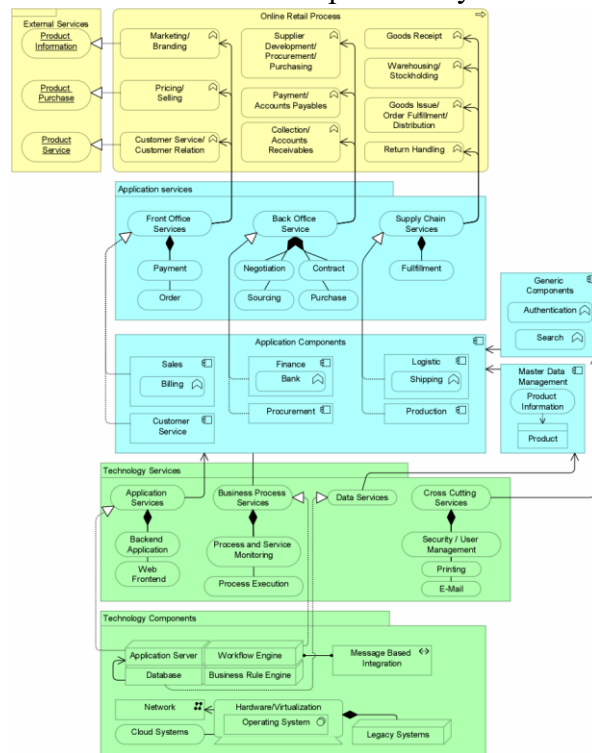 External Services
Product
Information
Product
Purchase
Product
Service
Online Retail Process
Marketing/
Branding
Pricing/
Selling
Customer Service/
Customer Relation
Supplier
Development/
Procurement/
Purchasing
Payment/
Accounts Payables
Collection/
Accounts
Receivables
Goods Receipt
Warehousing/
Stockholding
Goods Issue/
Order Fulfillment/
Distribution
Return Handling
Application services
Front Office
Services
Payment
Order
Back Office
Service
Negotiation
Contract
Sourcing
Purchase
Supply Chain
Services
Fullfillment
Generic
Components
Authentication
Search
Application Components
Sales
Billing
Customer
Service
Finance
Bank
Procurement
Logistic
Shipping
Production
Master Data
Management
Product
Information
Product
Technology Services
Application
Services
Backend
Application
Web
Frontend
Business Process
Services
Process and Service
Monitoring
Process Execution
Data Services
Cross Cutting
Services
Security / User
Management
Printing
E-Mail
Technology Components
Application Server
Workflow Engine
Database
Business Rule Engine
Message Based
Integration
Network
Cloud Systems
Hardware/Virtualization
Operating System
Legacy Systems